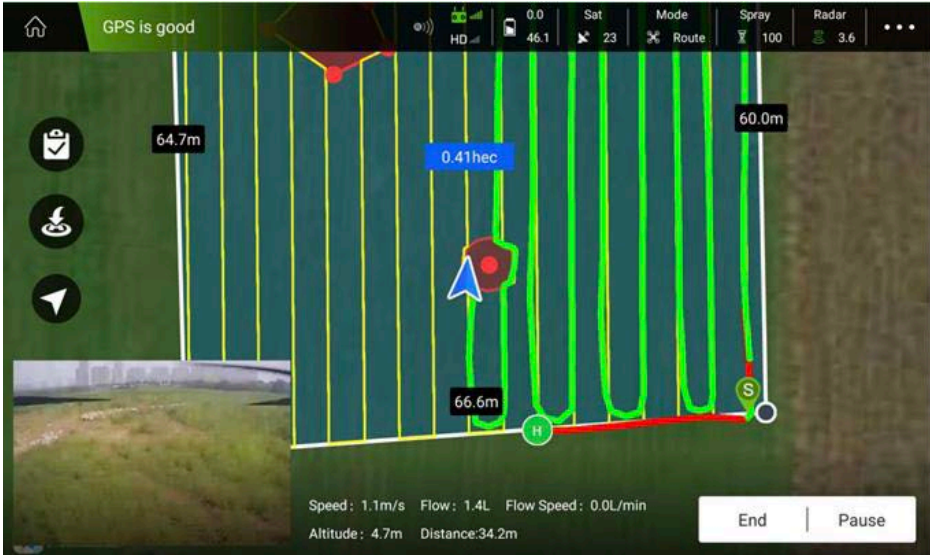 GPS is good
HD
0.0
46.1
Sat
23
Mode
Route
Spray
100
Radar
3.6
64.7m
60.0m
0.41hec
66.6m
S
H
Speed: 1.1m/s Flow: 1.4L Flow Speed: 0.0L/min
Altitude: 4.7m Distance:34.2m
End
Pause